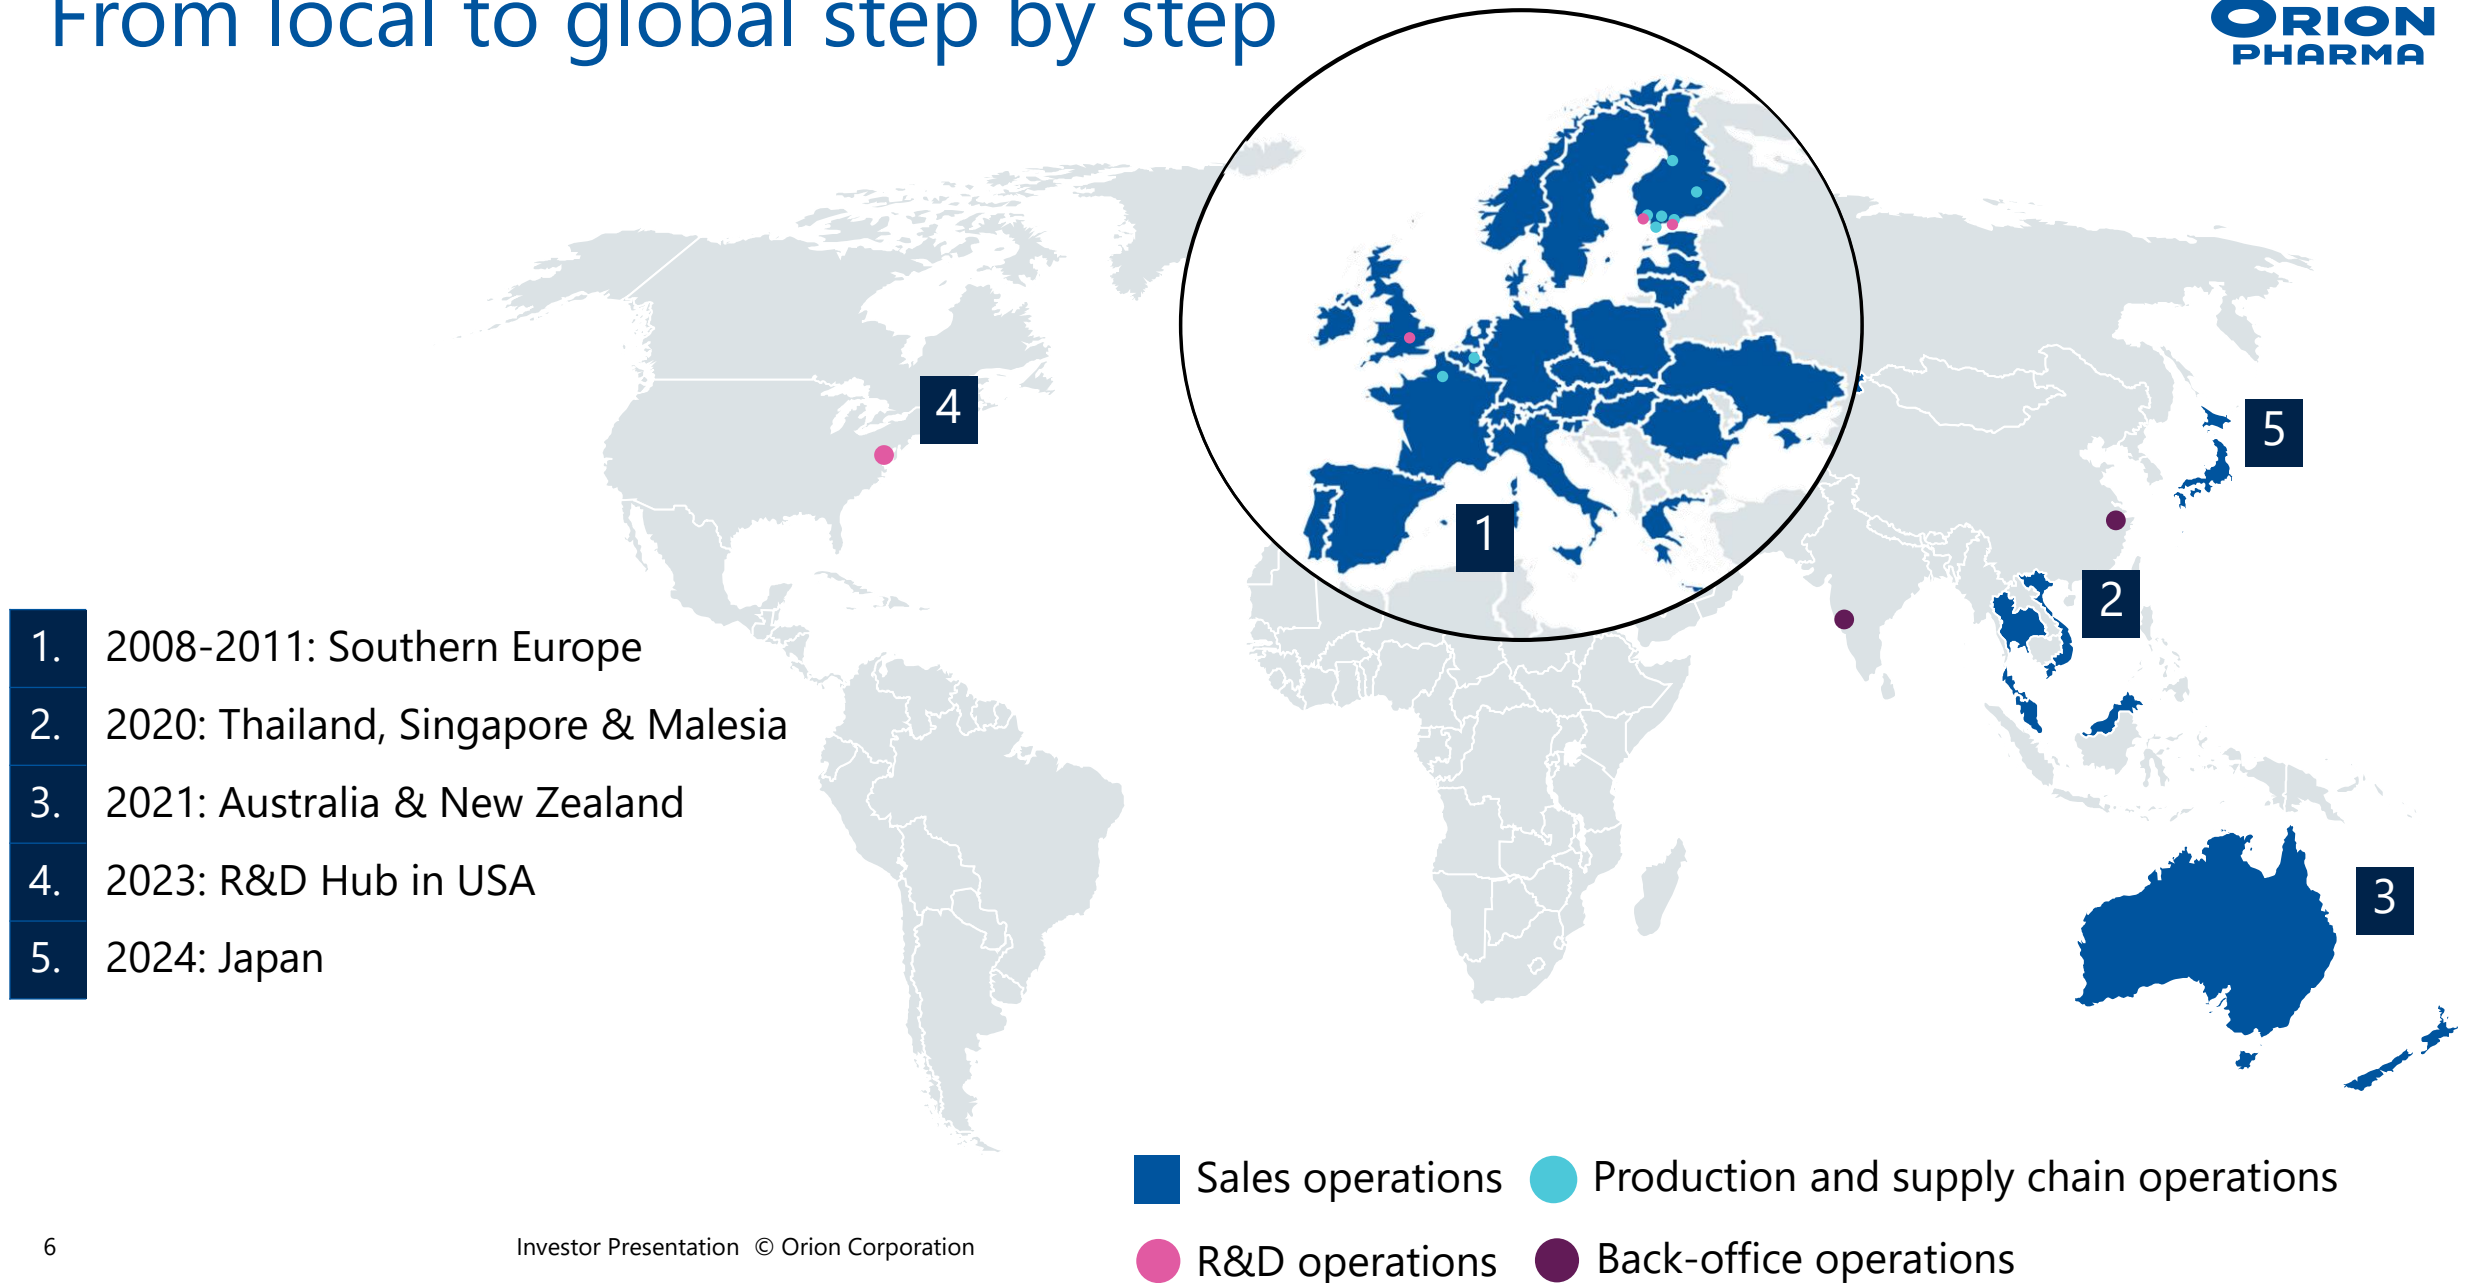 From local to global step by step
ORION
PHARMA
4
5
1
2
3
1. 2008-2011: Southern Europe
2. 2020: Thailand, Singapore & Malesia
3. 2021: Australia & New Zealand
4. 2023: R&D Hub in USA
5. 2024: Japan
Sales operations
Production and supply chain operations
R&D operations
Back-office operations
6
Investor Presentation © Orion Corporation